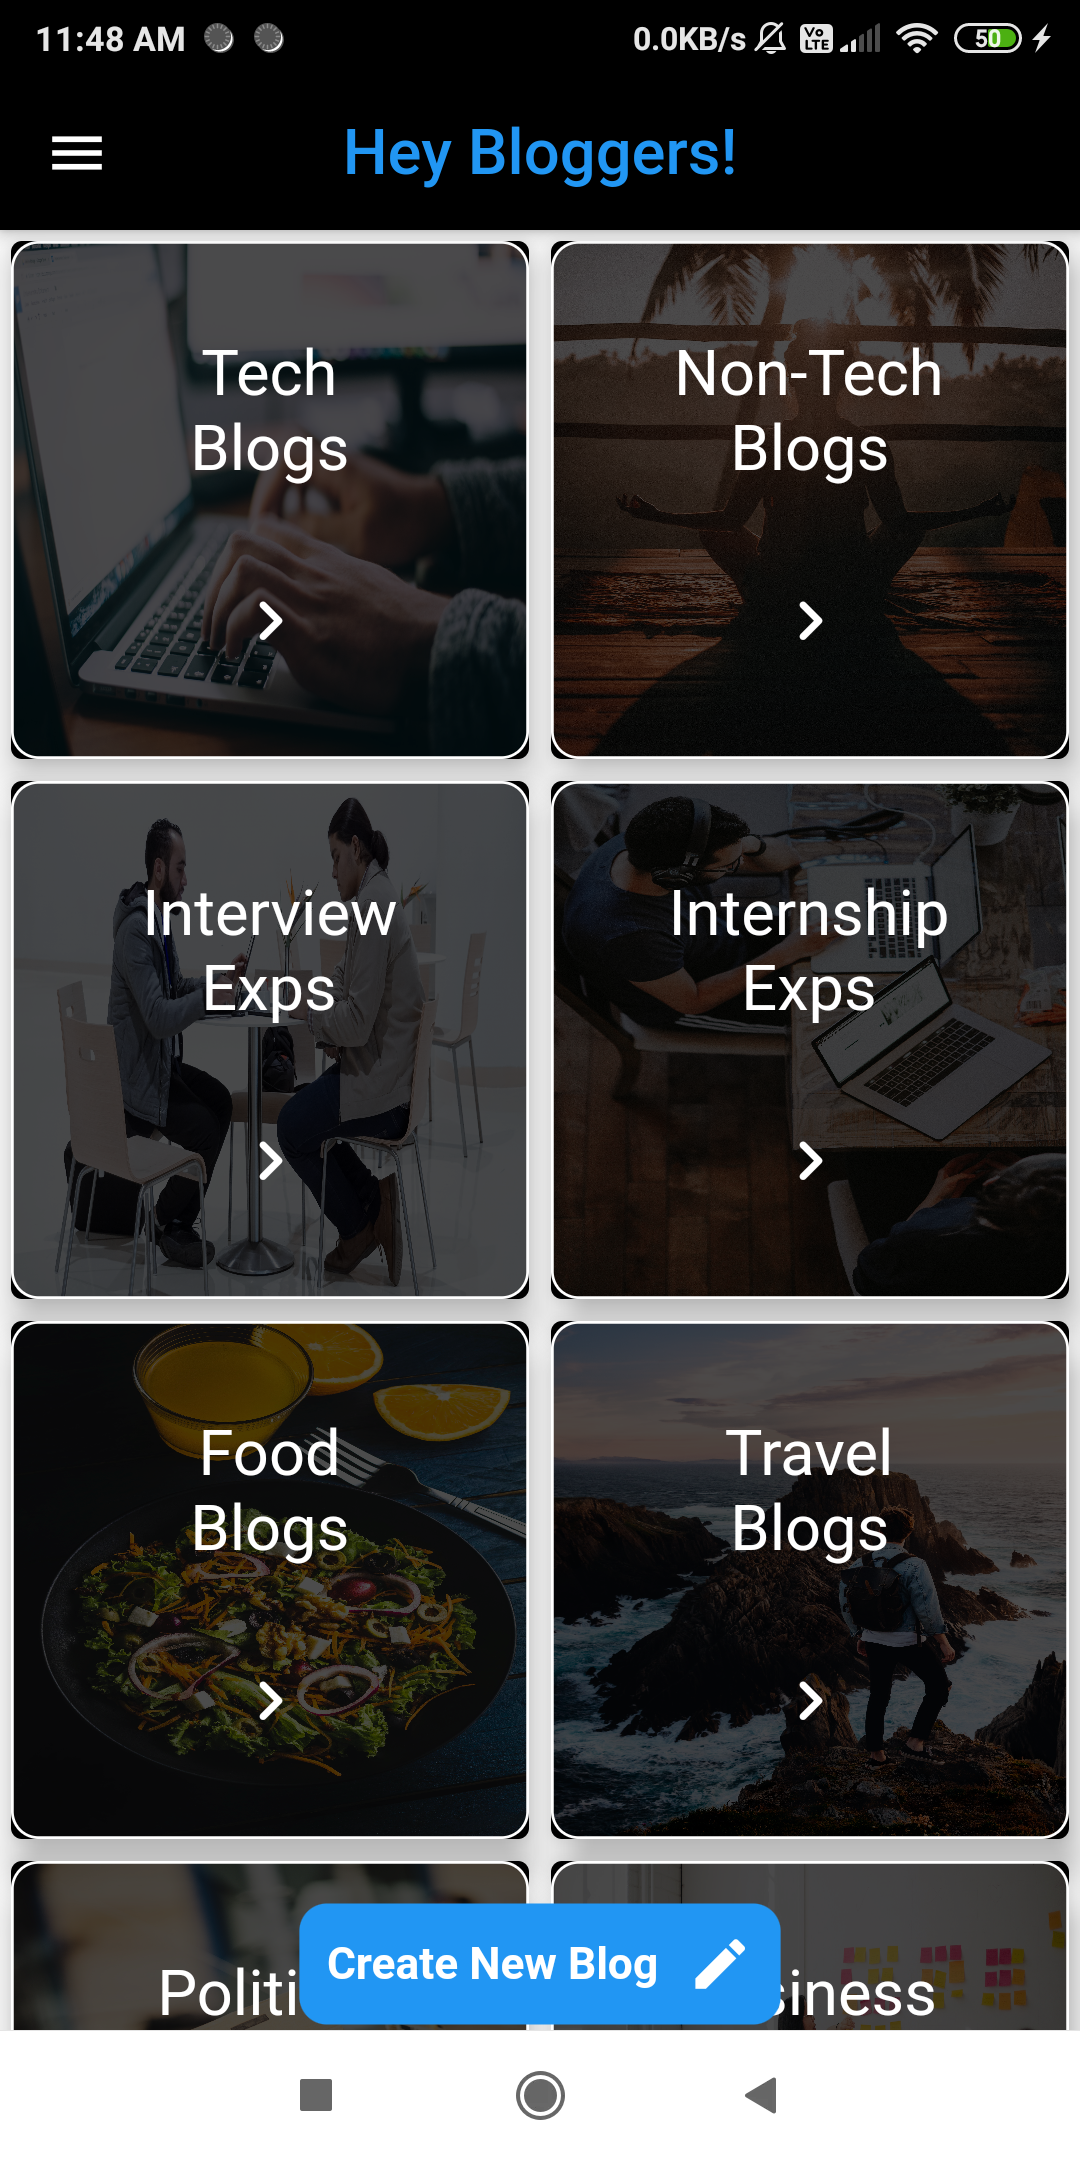 11:48 AM 0.0KB/s Vo LTE 50
Hey Bloggers!
Tech
Blogs
Non-Tech
Blogs
Interview
Exps
Internship
Exps
Food
Blogs
Travel
Blogs
Politi
siness
Create New Blog